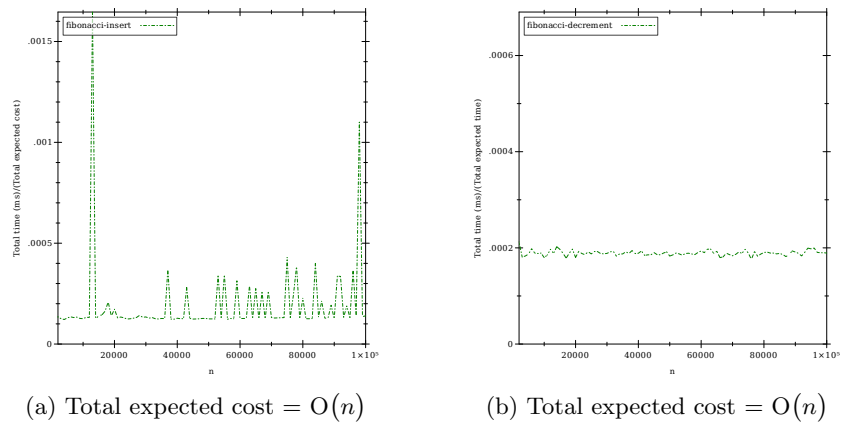 fibonacci-insert
.0015
.001
.0005
0
20000 40000 60000 80000 1×10⁵
n
Total time (ms)/(Total expected cost)
(a) Total expected cost = O(n)
fibonacci-decrement
.0006
.0004
.0002
0
20000 40000 60000 80000 1×10⁵
n
Total time (ms)/(Total expected time)
(b) Total expected cost = O(n)